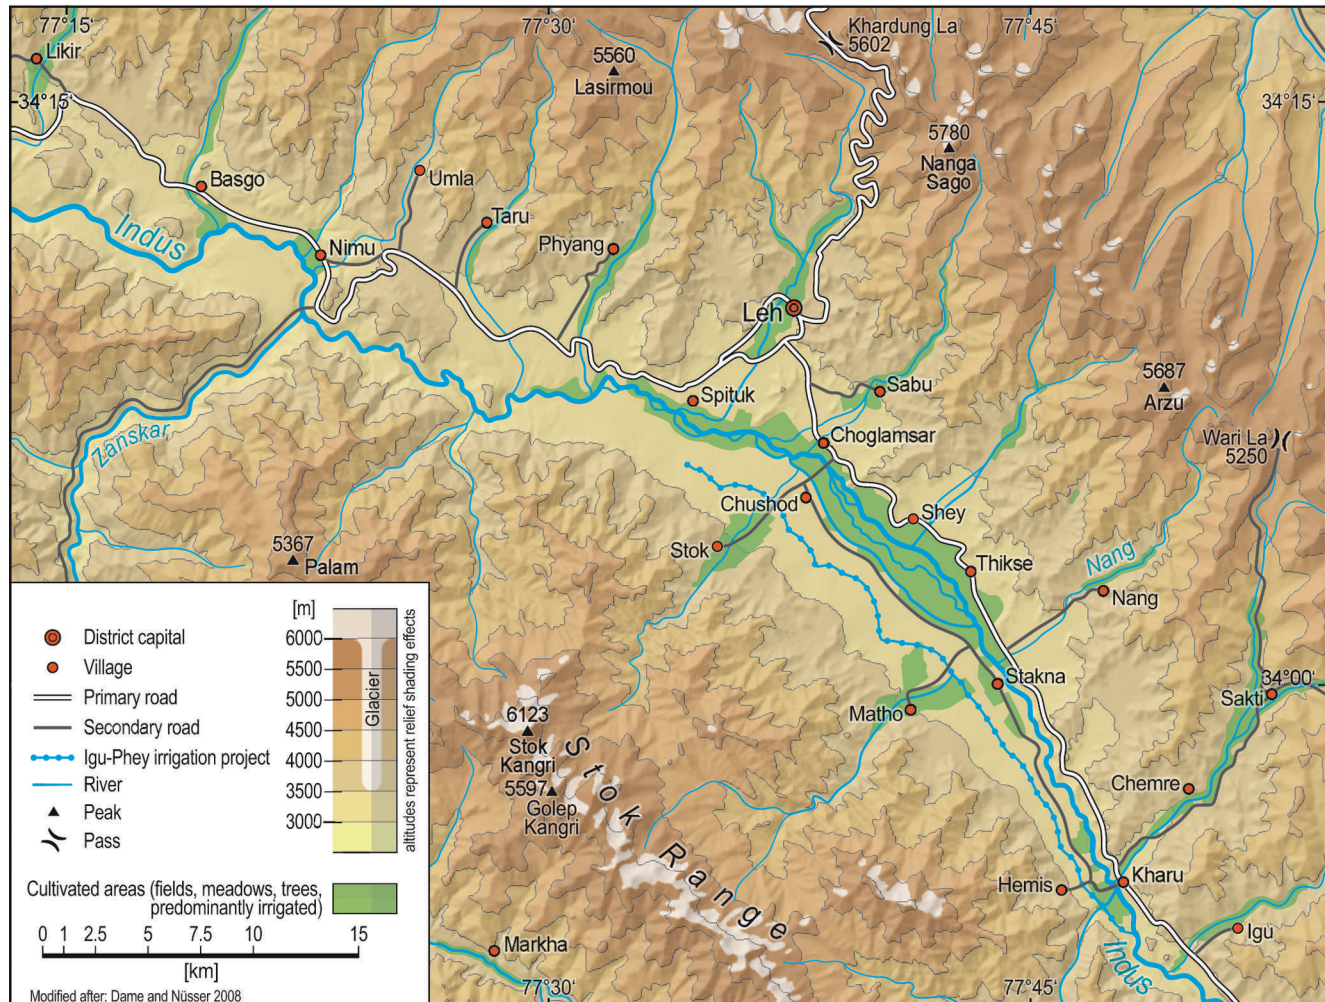 77°15'
77°30'
77°45'
Khardung La
5602
Likir
5560
Lasirmou
34°15'
34°15'
5780
Nanga
Sago
Basgo
Umla
Taru
Indus
Phyang
Nimu
Leh
5687
Arzu
Sabu
Spituk
Zanskar
Choglamsar
Wari La
5250
Chushod
Shey
Stok
5367
Palam
Thikse
Nang
Nang
Stakna
34°00'
Sakti
Matho
6123
Stok
Kangri
5597
Golep
Kangri
Stok Range
Chemre
Hemis
Kharu
Igu
Markha
Indus
77°30'
77°45'
[m]
6000
5500
5000
4500
4000
3500
3000
Glacier
altitudes represent relief shading effects
District capital
Village
Primary road
Secondary road
Igu-Phey irrigation project
River
Peak
Pass
Cultivated areas (fields, meadows, trees,
predominantly irrigated)
0 1 2.5 5 7.5 10 15
[km]
Modified after: Dame and Nüsser 2008